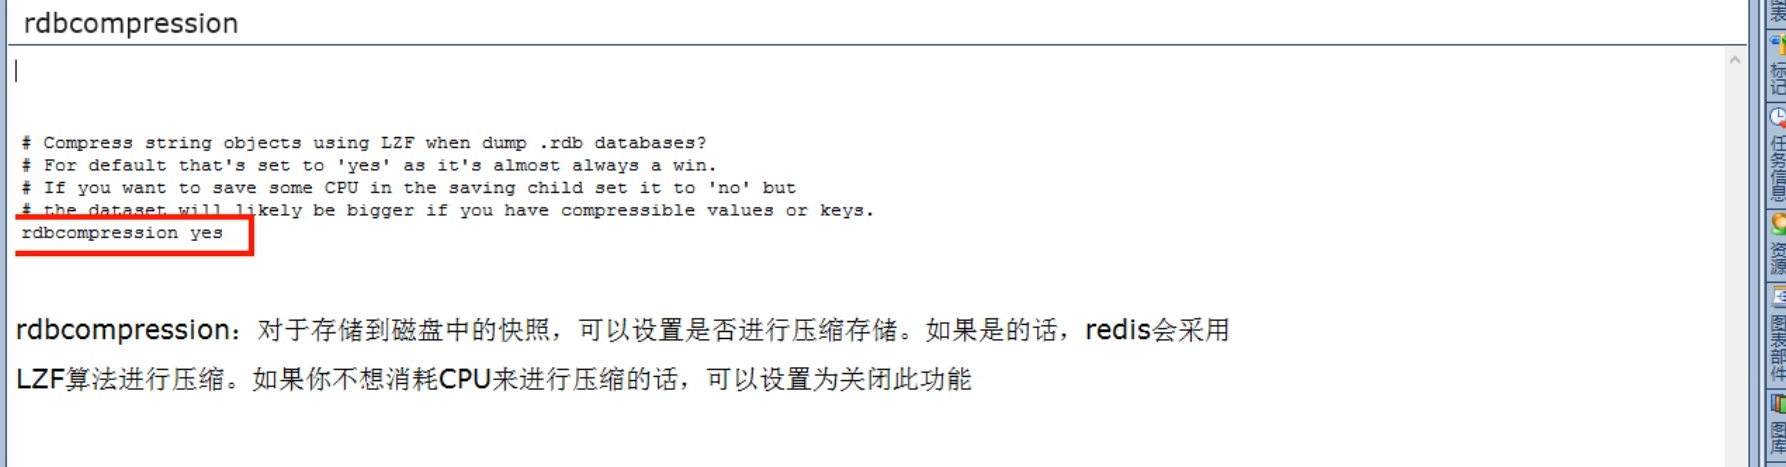 rdbcompression
# Compress string objects using LZF when dump .rdb databases?
# For default that's set to 'yes' as it's almost always a win.
# If you want to save some CPU in the saving child set it to 'no' but
# the dataset will likely be bigger if you have compressible values or keys.
rdbcompression yes
rdbcompression：对于存储到磁盘中的快照，可以设置是否进行压缩存储。如果是的话，redis会采用
LZF算法进行压缩。如果你不想消耗CPU来进行压缩的话，可以设置为关闭此功能
图表
标记
任务信息
资源
图表部件
图库